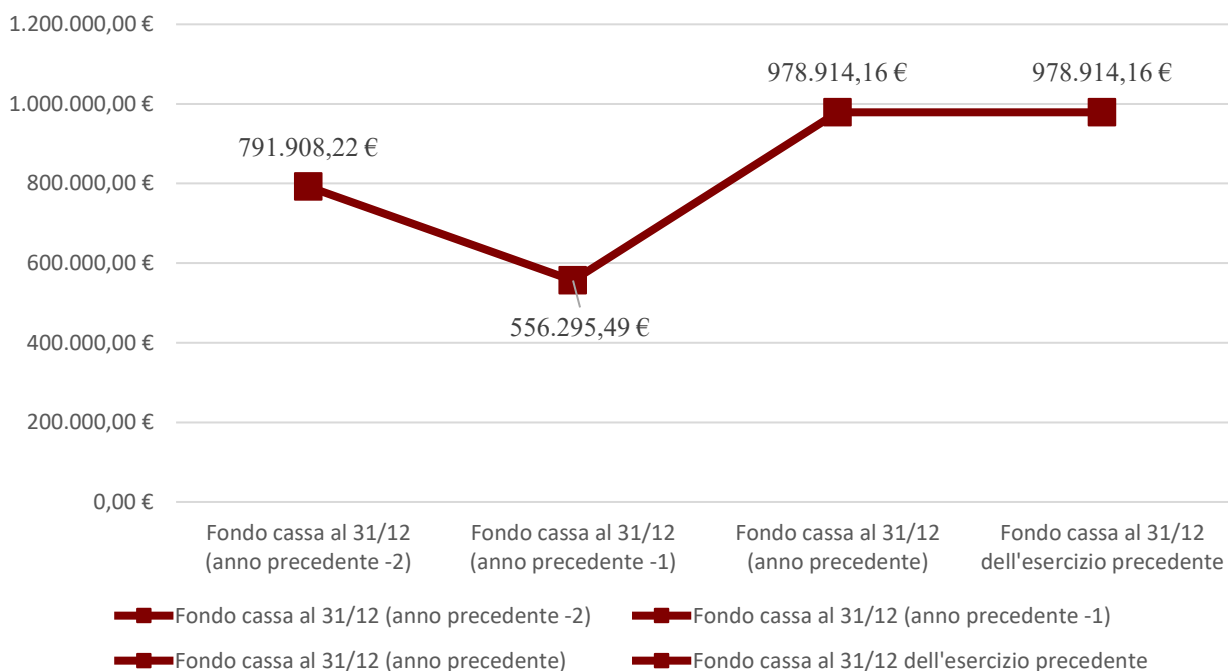 1.200.000,00 €
978.914,16 €
978.914,16 €
1.000.000,00 €
791.908,22 €
800.000,00 €
600.000,00 €
556.295,49 €
400.000,00 €
200.000,00 €
0,00 €
Fondo cassa al 31/12
(anno precedente -2)
Fondo cassa al 31/12
(anno precedente -1)
Fondo cassa al 31/12
(anno precedente)
Fondo cassa al 31/12
dell'esercizio precedente
Fondo cassa al 31/12 (anno precedente -2)
Fondo cassa al 31/12 (anno precedente -1)
Fondo cassa al 31/12 (anno precedente)
Fondo cassa al 31/12 dell'esercizio precedente